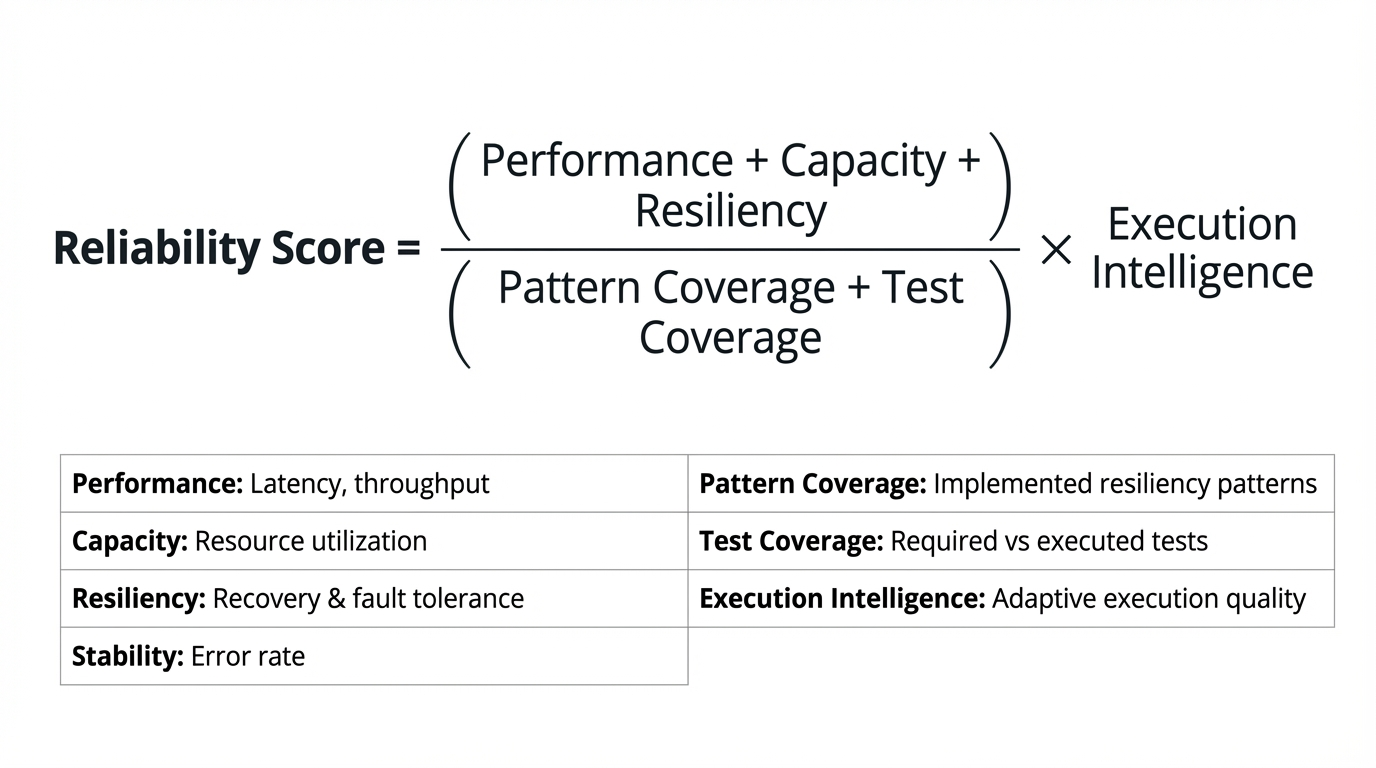 Performance + Capacity +
Resiliency
Reliability Score =
Pattern Coverage + Test
Coverage
×
Execution
Intelligence
Performance: Latency, throughput
Pattern Coverage: Implemented resiliency patterns
Capacity: Resource utilization
Test Coverage: Required vs executed tests
Resiliency: Recovery & fault tolerance
Execution Intelligence: Adaptive execution quality
Stability: Error rate